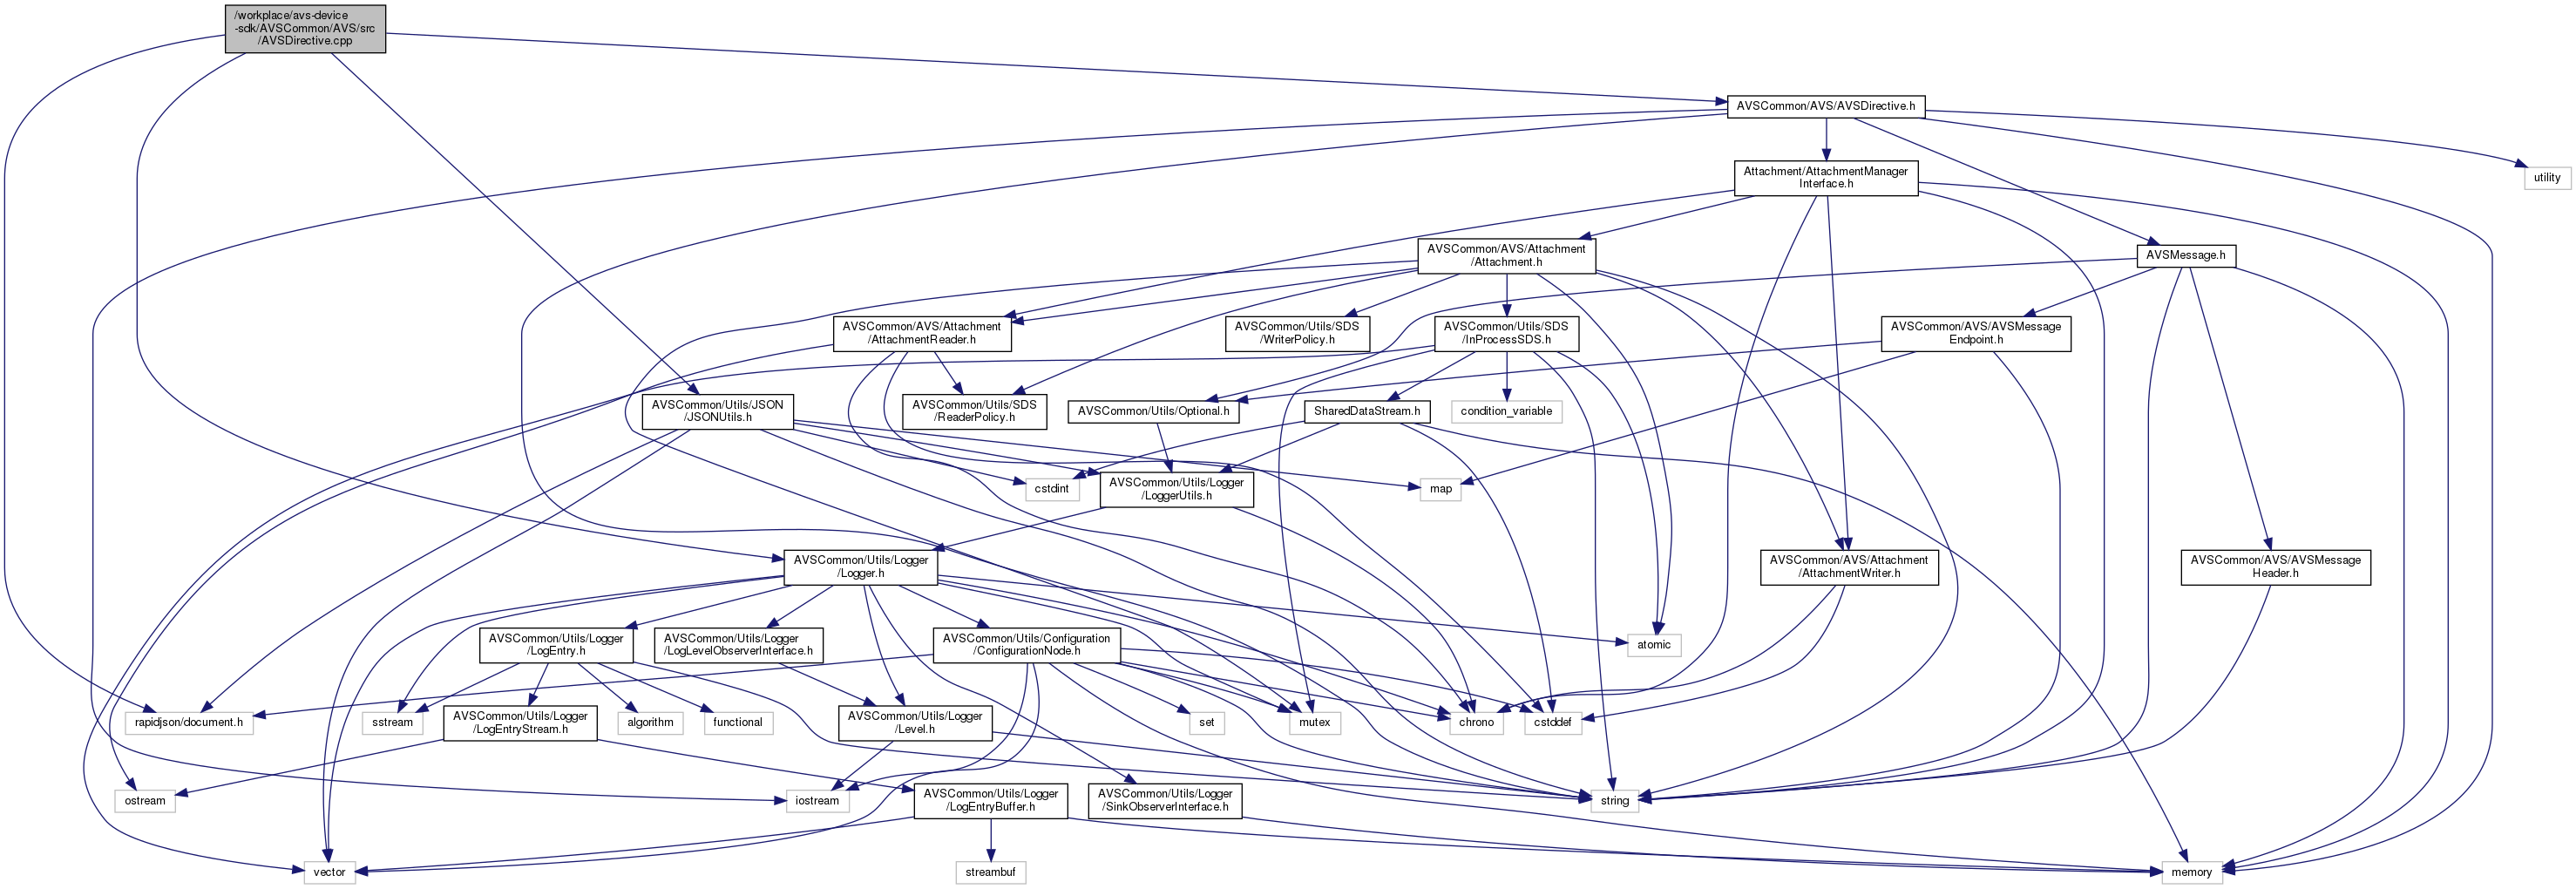 /workplace/avs-device
-sdk/AVSCommon/AVS/src
/AVSDirective.cpp
AVSCommon/AVS/AVSDirective.h
Attachment/AttachmentManager
Interface.h
utility
AVSCommon/AVS/Attachment
/Attachment.h
AVSMessage.h
AVSCommon/AVS/Attachment
/AttachmentReader.h
AVSCommon/Utils/SDS
/WriterPolicy.h
AVSCommon/Utils/SDS
/InProcessSDS.h
AVSCommon/AVS/AVSMessage
Endpoint.h
AVSCommon/Utils/JSON
/JSONUtils.h
AVSCommon/Utils/SDS
/ReaderPolicy.h
AVSCommon/Utils/Optional.h
SharedDataStream.h
condition_variable
cstdint
AVSCommon/Utils/Logger
/LoggerUtils.h
map
AVSCommon/Utils/Logger
/Logger.h
AVSCommon/AVS/Attachment
/AttachmentWriter.h
AVSCommon/AVS/AVSMessage
Header.h
AVSCommon/Utils/Logger
/LogEntry.h
AVSCommon/Utils/Logger
/LogLevelObserverInterface.h
AVSCommon/Utils/Configuration
/ConfigurationNode.h
atomic
rapidjson/document.h
sstream
AVSCommon/Utils/Logger
/LogEntryStream.h
algorithm
functional
AVSCommon/Utils/Logger
/Level.h
set
mutex
chrono
cstddef
ostream
iostream
AVSCommon/Utils/Logger
/LogEntryBuffer.h
AVSCommon/Utils/Logger
/SinkObserverInterface.h
string
vector
streambuf
memory